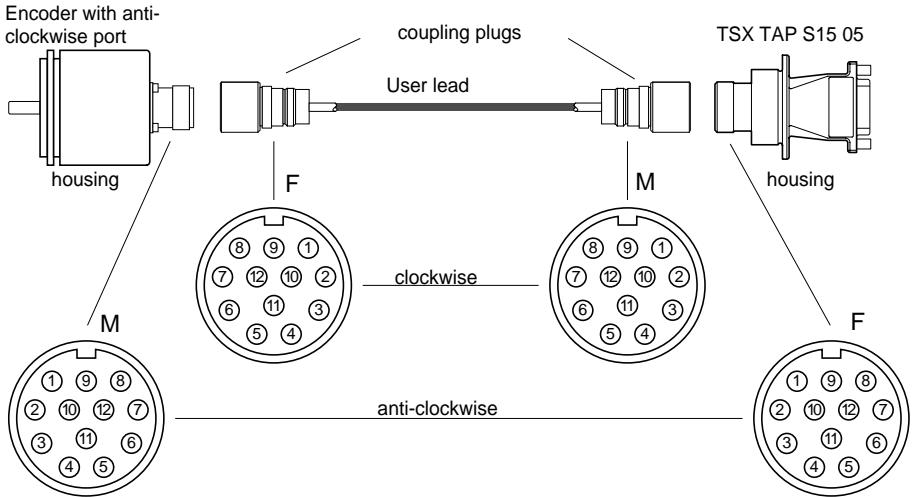 Encoder with anti-
clockwise port
coupling plugs
TSX TAP S15 05
User lead
housing
F
M
housing
8 9 1
7 12 10 2
6 11 3
5 4
clockwise
8 9 1
7 12 10 2
6 11 3
5 4
M
F
1 9 8
2 10 12 7
3 11 6
4 5
anti-clockwise
1 9 8
2 10 12 7
3 11 6
4 5